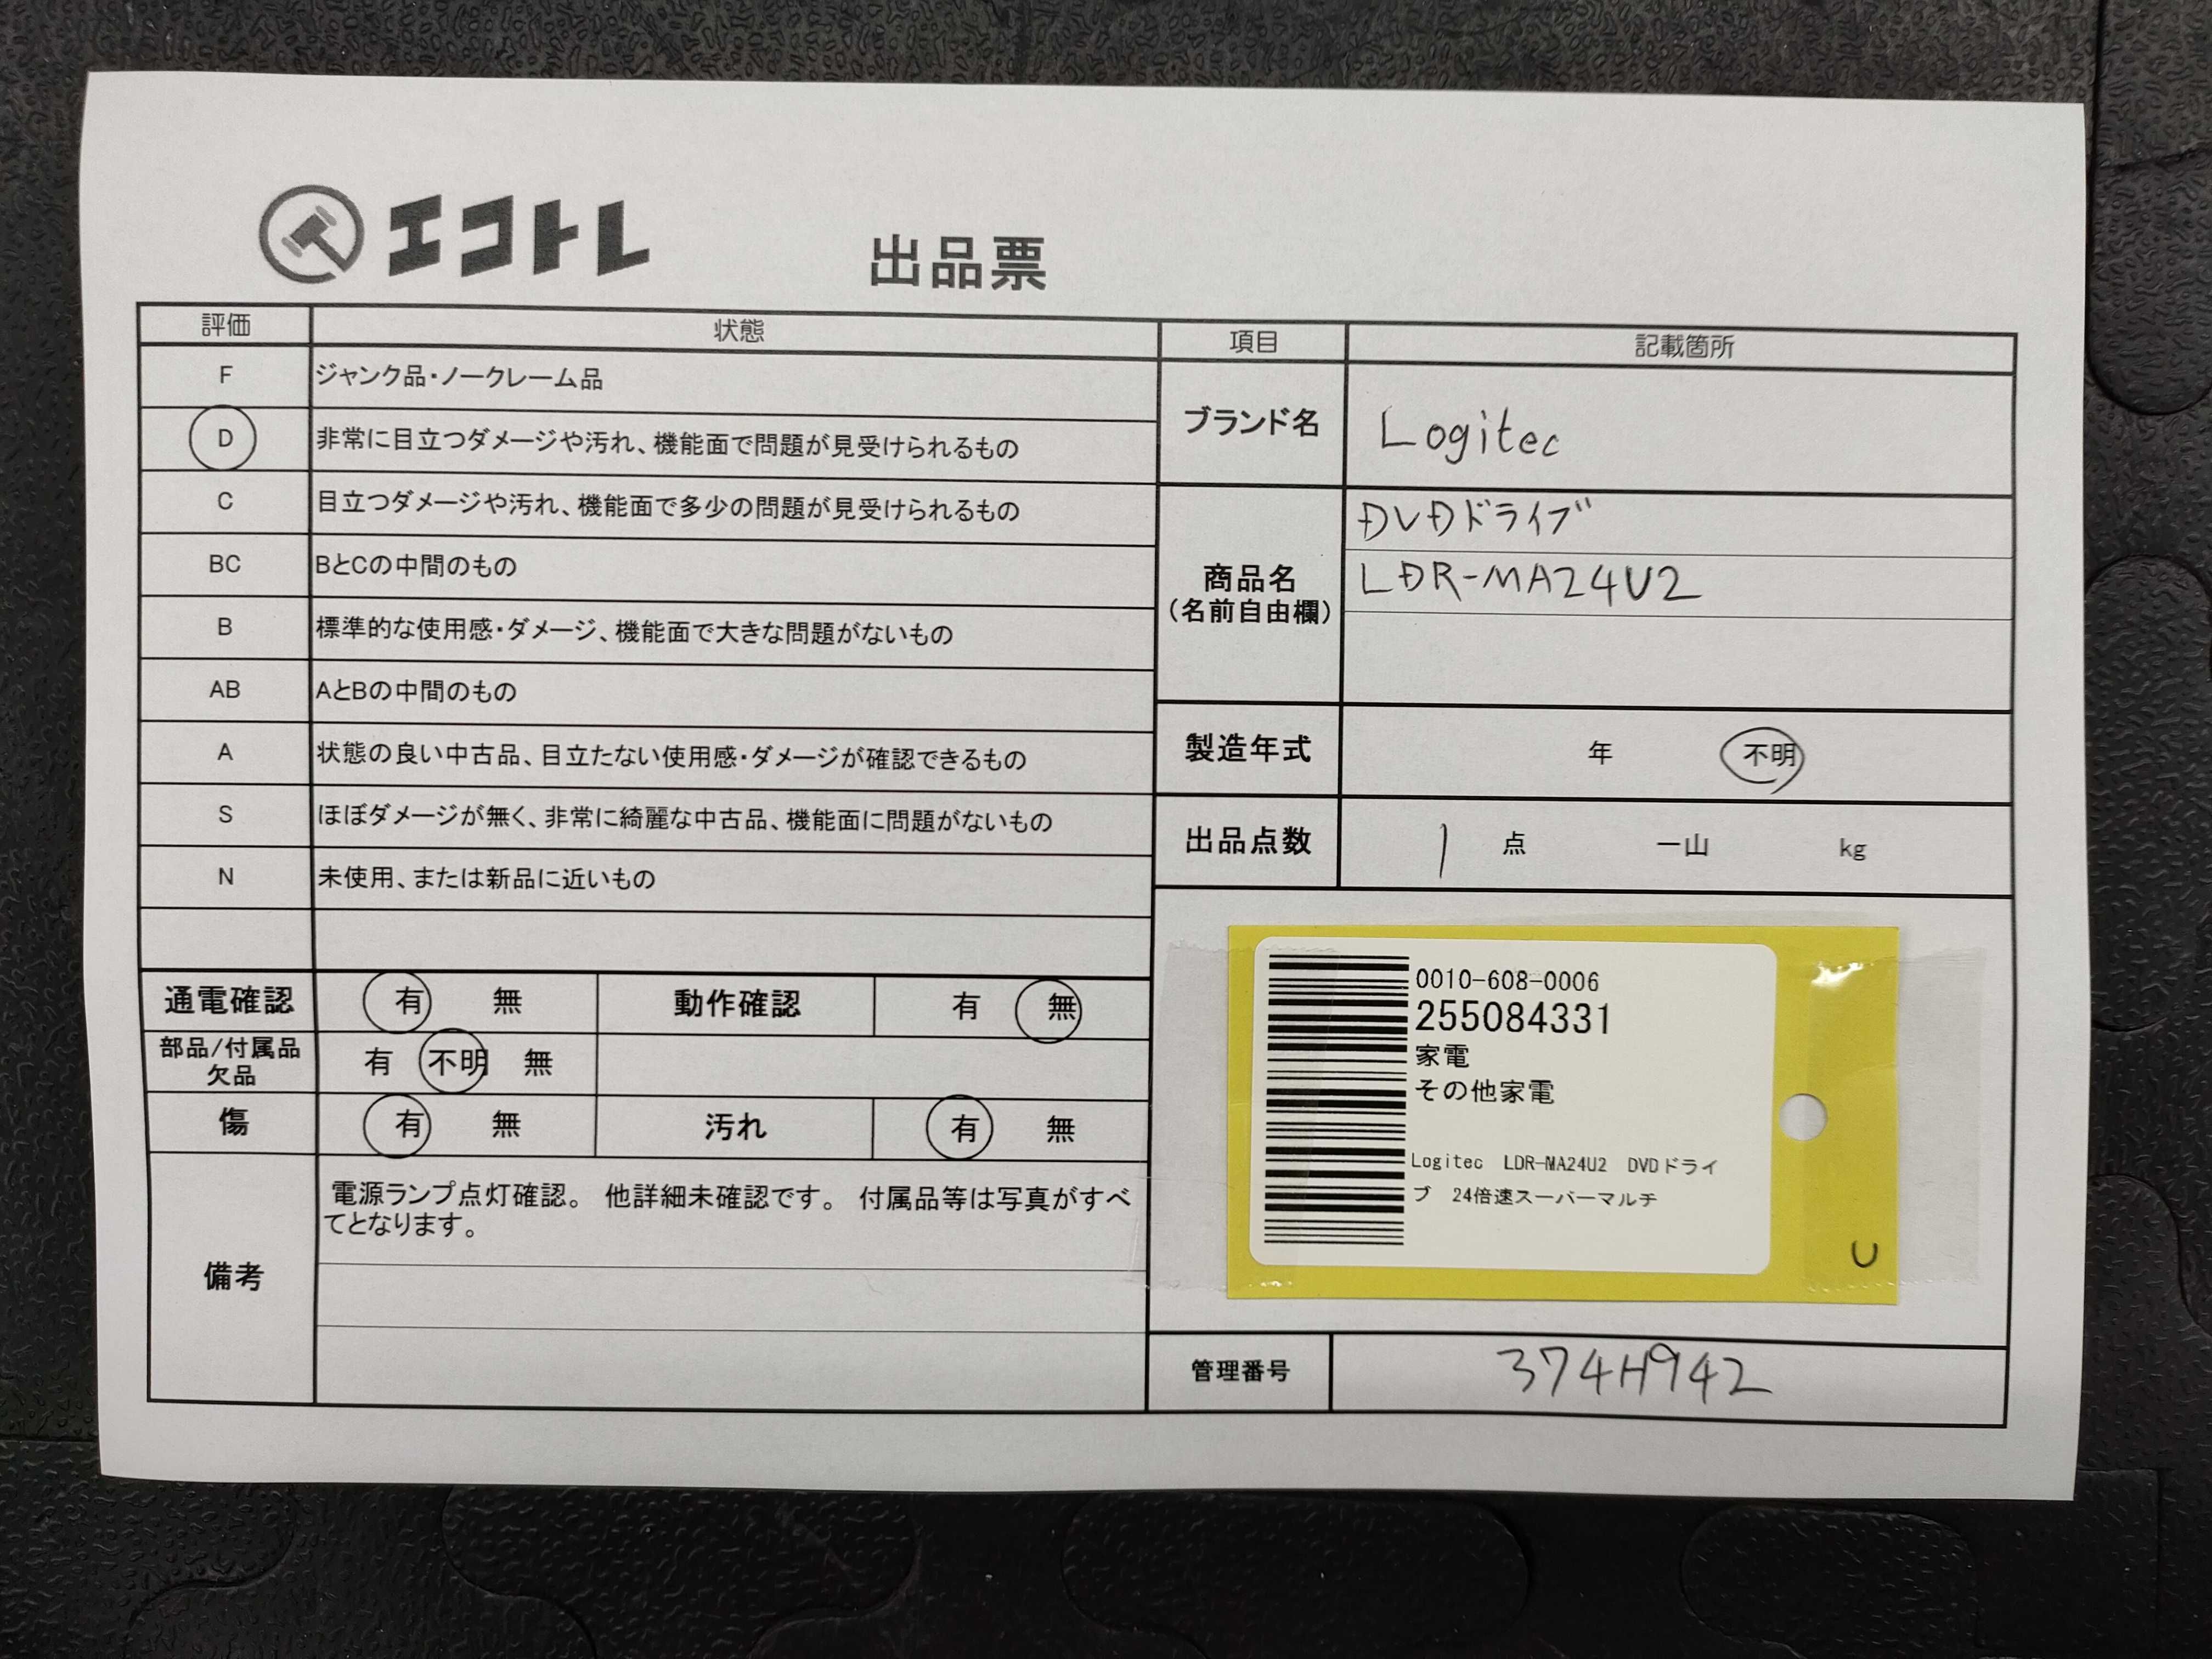 エコトレ
出品票
評価 状態
F ジャンク品・ノークレーム品
D 非常に目立つダメージや汚れ、機能面で問題が見受けられるもの
C 目立つダメージや汚れ、機能面で多少の問題が見受けられるもの
BC BとCの中間のもの
B 標準的な使用感・ダメージ、機能面で大きな問題がないもの
AB AとBの中間のもの
A 状態の良い中古品、目立たない使用感・ダメージが確認できるもの
S ほぼダメージが無く、非常に綺麗な中古品、機能面に問題がないもの
N 未使用、または新品に近いもの
通電確認 有 無 動作確認 有 無
部品/付属品
欠品
有 不明 無
傷 有 無 汚れ 有 無
備考
電源ランプ点灯確認。 他詳細未確認です。 付属品等は写真がすべ
てとなります。
項目 記載箇所
ブランド名 Logitec
商品名
(名前自由欄)
DVDドライブ
LDR-MA24U2
製造年式 年 不明
出品点数 1 点 一山 kg
0010-608-0006
255084331
家電
その他家電
Logitec LDR-MA24U2 DVDドライ
ブ 24倍速スーパーマルチ
U
管理番号 374H942